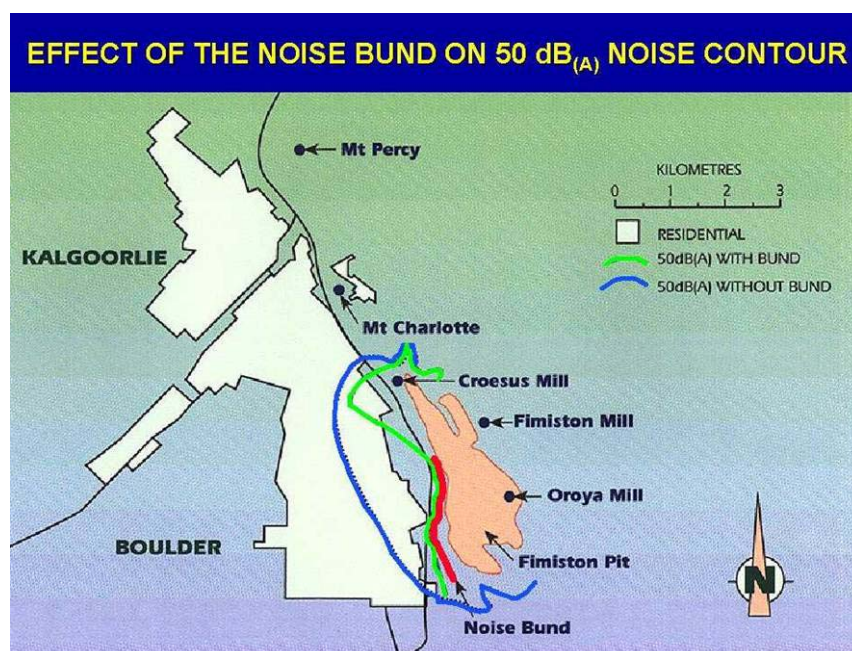 EFFECT OF THE NOISE BUND ON 50 dB(A) NOISE CONTOUR
Mt Percy
KILOMETRES
0 1 2 3
RESIDENTIAL
50dB(A) WITH BUND
50dB(A) WITHOUT BUND
KALGOORLIE
Mt Charlotte
Croesus Mill
Fimiston Mill
Oroya Mill
BOULDER
Fimiston Pit
N
Noise Bund